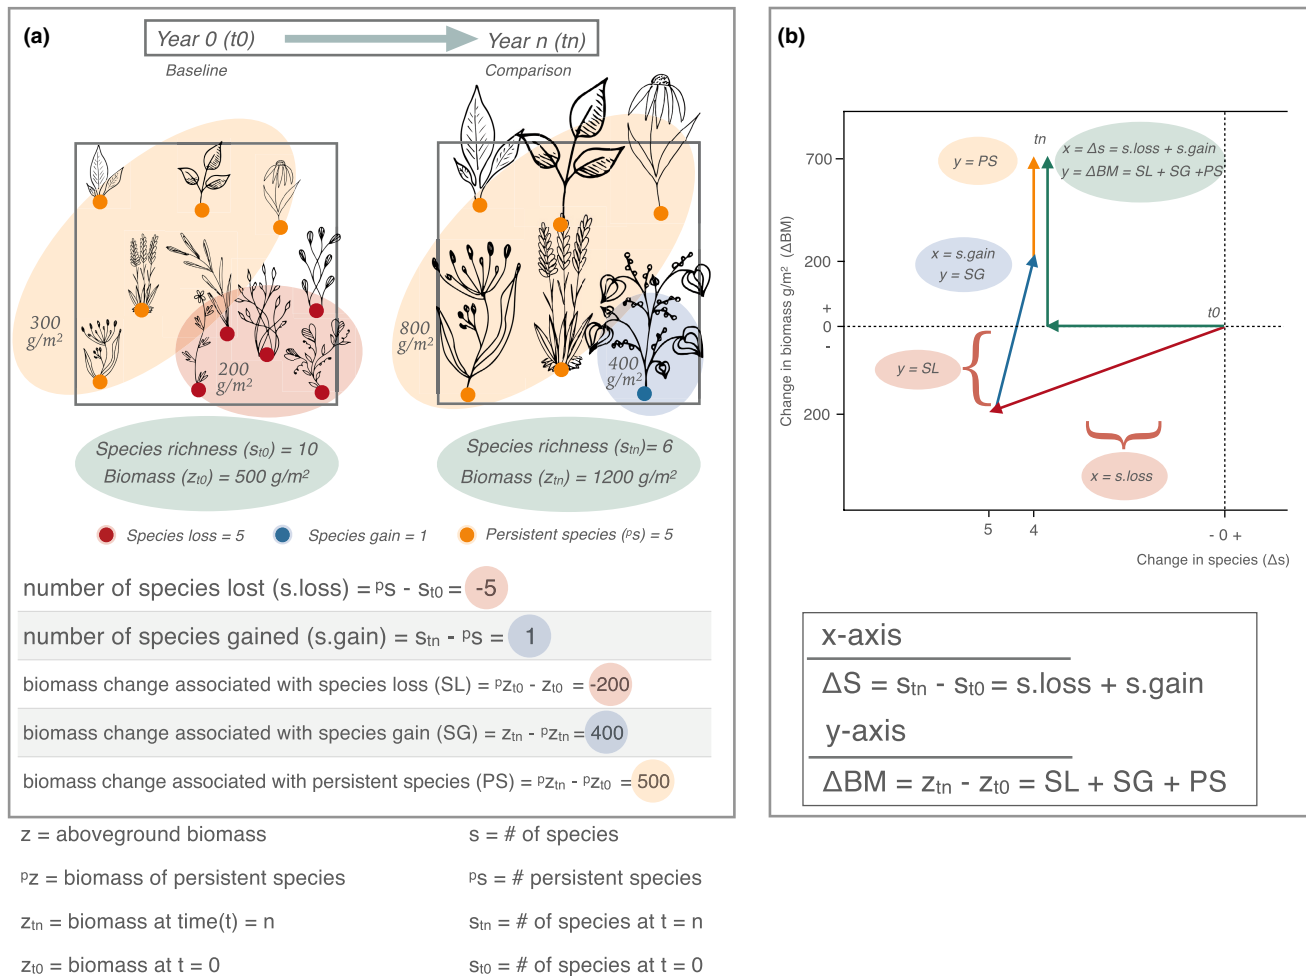 (a)
Year 0 (t0)
Year n (tn)
Baseline
Comparison
300
g/m²
200
g/m²
800
g/m²
400
g/m²
Species richness (st0) = 10
Biomass (zt0) = 500 g/m²
Species richness (stn)= 6
Biomass (ztn) = 1200 g/m²
Species loss = 5
Species gain = 1
Persistent species (ᵖs) = 5
number of species lost (s.loss) = ᵖs - st0 = -5
number of species gained (s.gain) = stn - ᵖs = 1
biomass change associated with species loss (SL) = ᵖzt0 - zt0 = -200
biomass change associated with species gain (SG) = ztn - ᵖztn = 400
biomass change associated with persistent species (PS) = ᵖztn - ᵖzt0 = 500
z = aboveground biomass
ᵖz = biomass of persistent species
ztn = biomass at time(t) = n
zt0 = biomass at t = 0
s = # of species
ᵖs = # persistent species
stn = # of species at t = n
st0 = # of species at t = 0
(b)
Change in biomass g/m² (ΔBM)
700
200
+
0
-
200
tn
t0
y = PS
x = Δs = s.loss + s.gain
y = ΔBM = SL + SG +PS
x = s.gain
y = SG
y = SL
x = s.loss
5
4
- 0 +
Change in species (Δs)
x-axis
ΔS = stn - st0 = s.loss + s.gain
y-axis
ΔBM = ztn - zt0 = SL + SG + PS